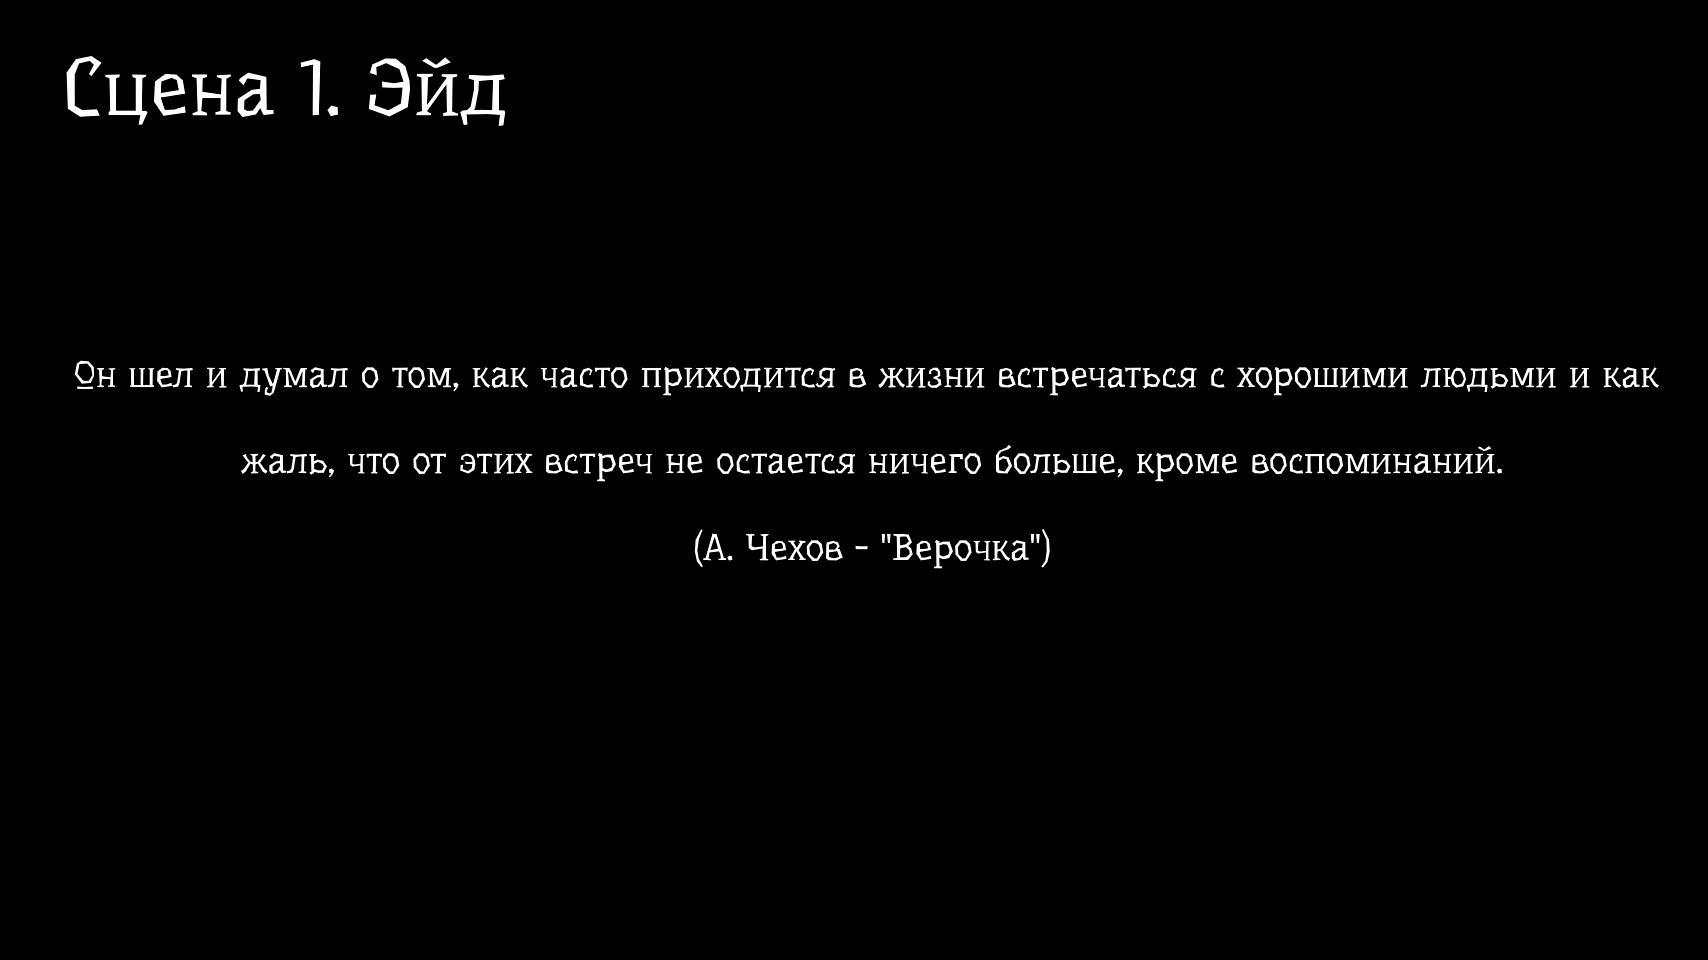 Сцена 1. Эйд
Он шел и думал о том, как часто приходится в жизни встречаться с хорошими людьми и как
жаль, что от этих встреч не остается ничего больше, кроме воспоминаний.
(А. Чехов - "Верочка")